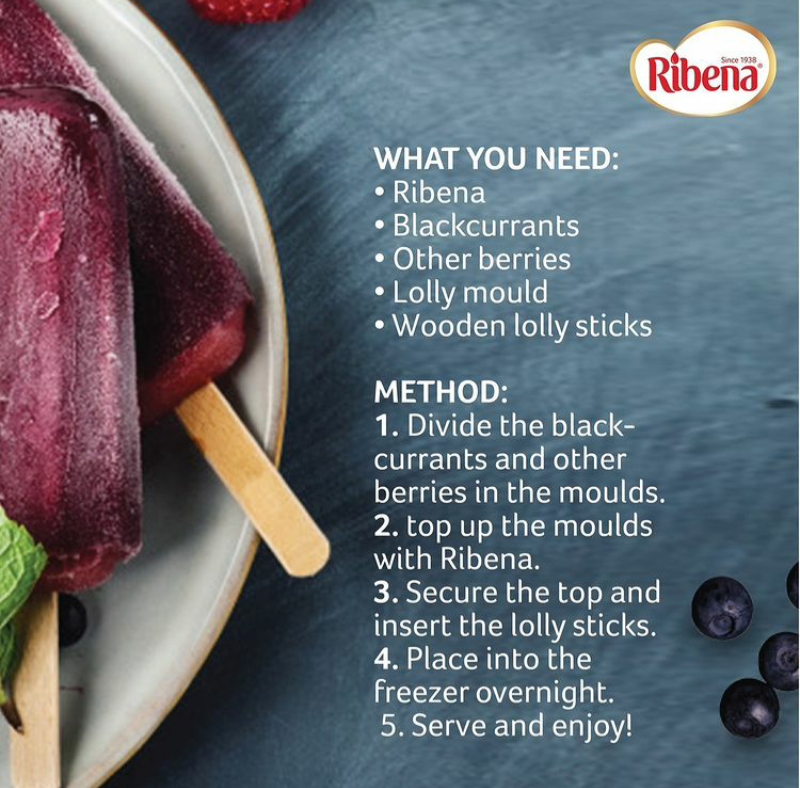 Since 1938
Ribena®
WHAT YOU NEED:
• Ribena
• Blackcurrants
• Other berries
• Lolly mould
• Wooden lolly sticks
METHOD:
1. Divide the black-
currants and other
berries in the moulds.
2. top up the moulds
with Ribena.
3. Secure the top and
insert the lolly sticks.
4. Place into the
freezer overnight.
5. Serve and enjoy!